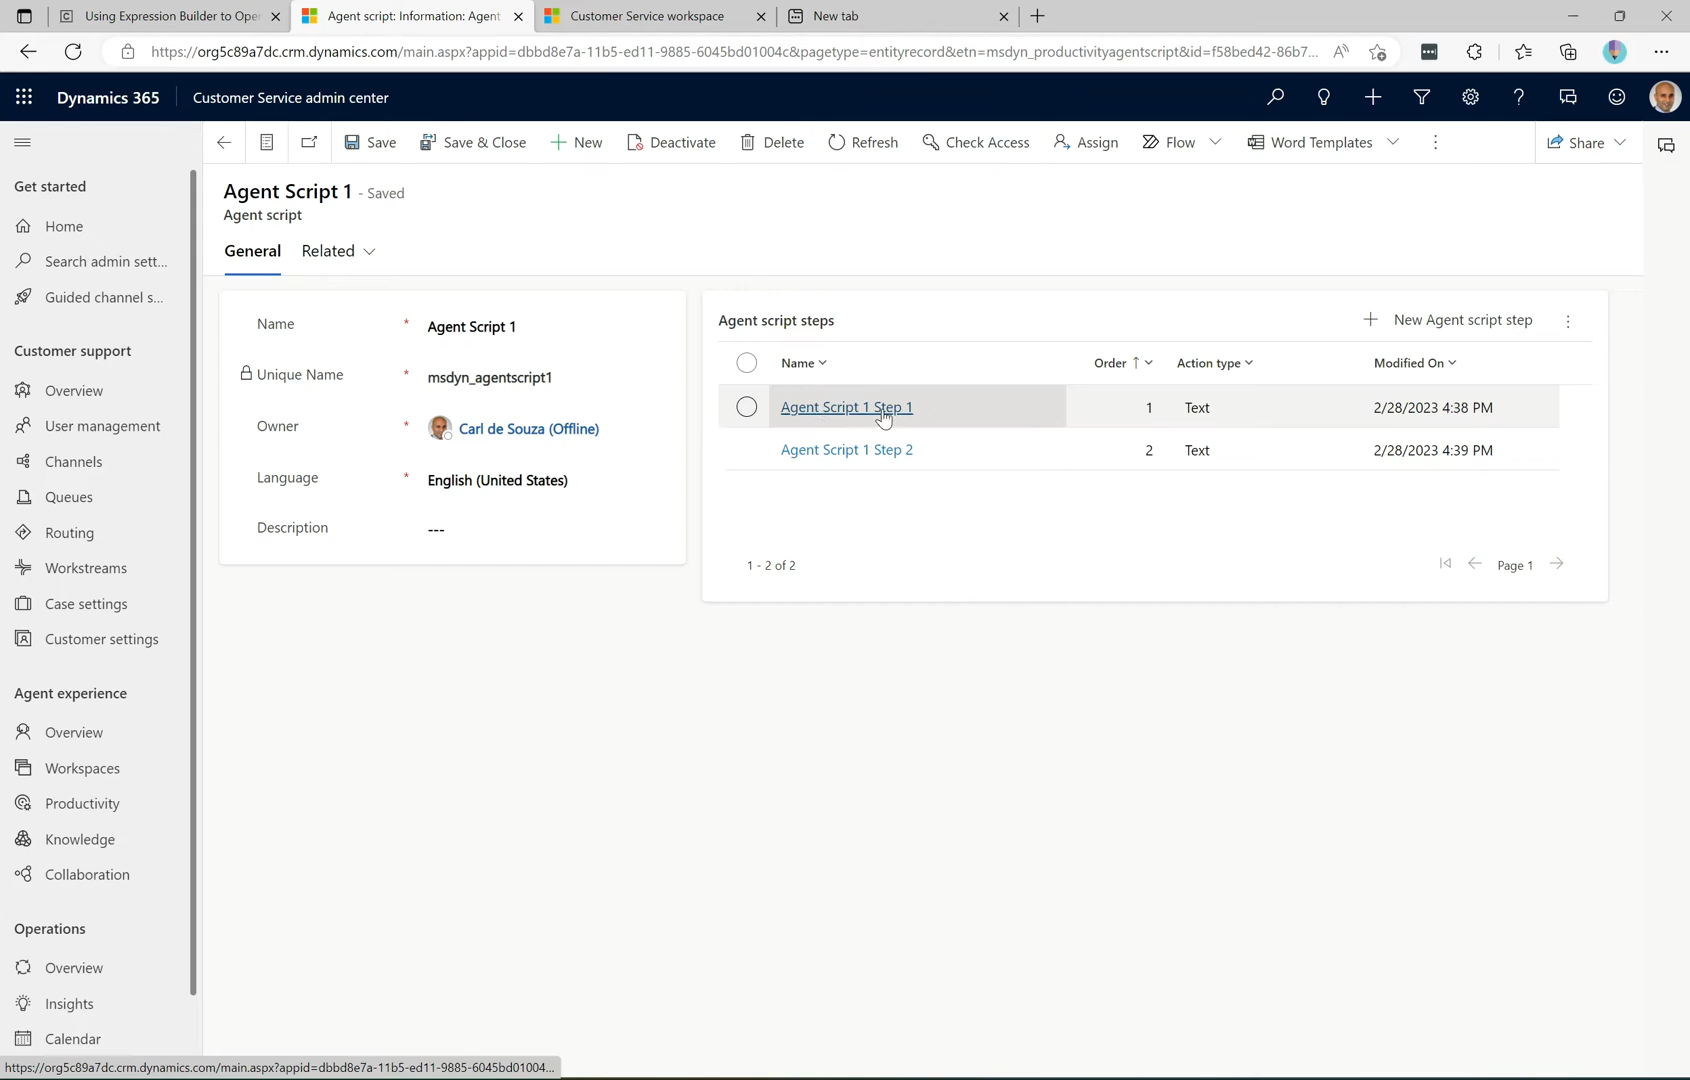 Using Expression Builder to Ope
Agent script: Information: Agent
Customer Service workspace
New tab
https://org5c89a7dc.crm.dynamics.com/main.aspx?appid=dbbd8e7a-11b5-ed11-9885-6045bd01004c&pagetype=entityrecord&etn=msdyn_productivityagentscript&id=f58bed42-86b7...
Dynamics 365
Customer Service admin center
Save
Save & Close
New
Deactivate
Delete
Refresh
Check Access
Assign
Flow
Word Templates
Share
Get started
Home
Search admin sett...
Guided channel s...
Customer support
Overview
User management
Channels
Queues
Routing
Workstreams
Case settings
Customer settings
Agent experience
Overview
Workspaces
Productivity
Knowledge
Collaboration
Operations
Overview
Insights
Calendar
Agent Script 1 - Saved
Agent script
General
Related
Name * Agent Script 1
Unique Name * msdyn_agentscript1
Owner * Carl de Souza (Offline)
Language * English (United States)
Description ---
Agent script steps
New Agent script step
Name Order Action type Modified On
Agent Script 1 Step 1 1 Text 2/28/2023 4:38 PM
Agent Script 1 Step 2 2 Text 2/28/2023 4:39 PM
1 - 2 of 2
Page 1
https://org5c89a7dc.crm.dynamics.com/main.aspx?appid=dbbd8e7a-11b5-ed11-9885-6045bd01004...